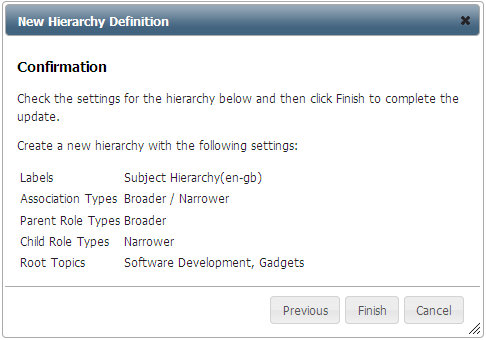 New Hierarchy Definition
Confirmation
Check the settings for the hierarchy below and then click Finish to complete the
update.
Create a new hierarchy with the following settings:
Labels Subject Hierarchy(en-gb)
Association Types Broader / Narrower
Parent Role Types Broader
Child Role Types Narrower
Root Topics Software Development, Gadgets
Previous Finish Cancel